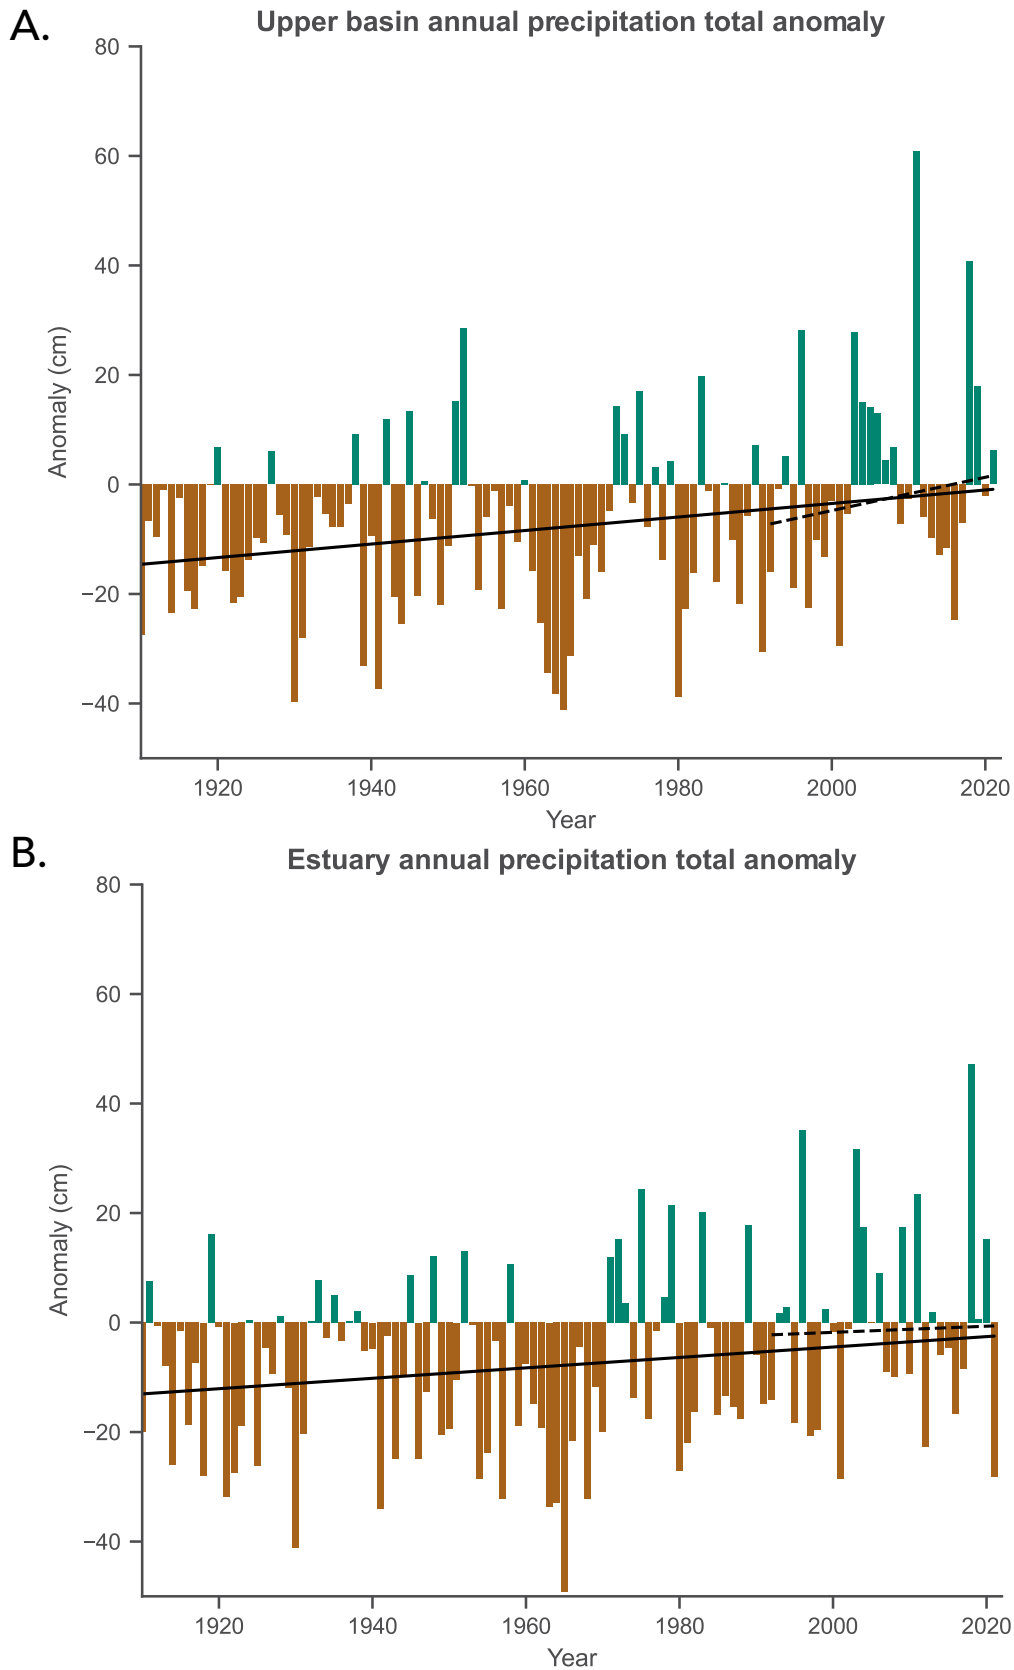 A.
Upper basin annual precipitation total anomaly
80
60
40
20
0
−20
−40
Anomaly (cm)
1920 1940 1960 1980 2000 2020
Year
B.
Estuary annual precipitation total anomaly
80
60
40
20
0
−20
−40
Anomaly (cm)
1920 1940 1960 1980 2000 2020
Year